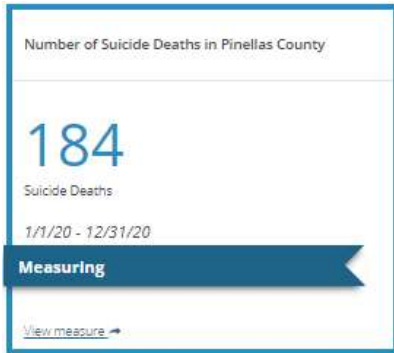 Number of Suicide Deaths in Pinellas County
184
Suicide Deaths
1/1/20 - 12/31/20
Measuring
View measure